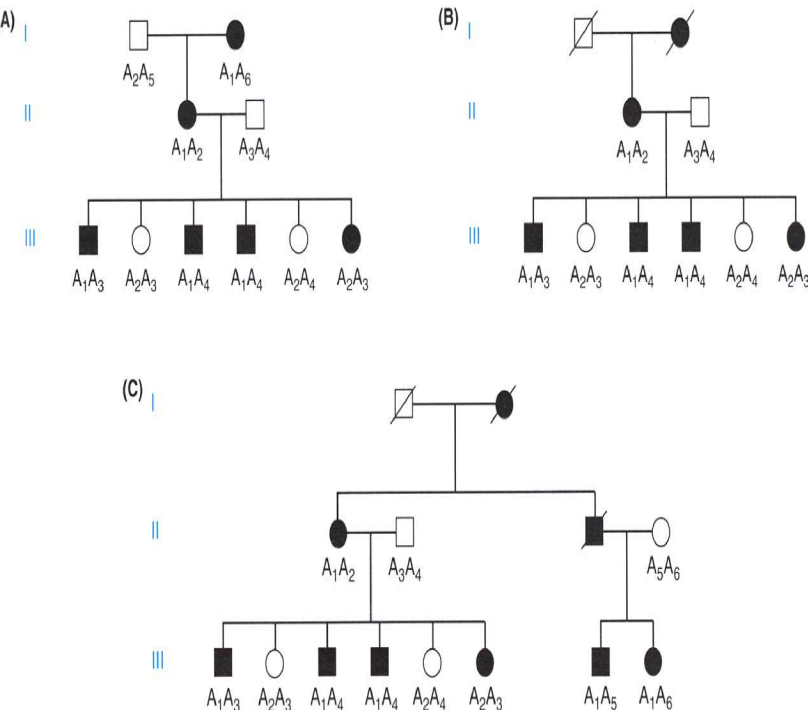 A)
I
A₂A₅ A₁A₆
II
A₁A₂ A₃A₄
III
A₁A₃ A₂A₃ A₁A₄ A₁A₄ A₂A₄ A₂A₃
(B)
I
II
A₁A₂ A₃A₄
III
A₁A₃ A₂A₃ A₁A₄ A₁A₄ A₂A₄ A₂A₃
(C)
I
II
A₁A₂ A₃A₄ A₅A₆
III
A₁A₃ A₂A₃ A₁A₄ A₁A₄ A₂A₄ A₂A₃ A₁A₅ A₁A₆